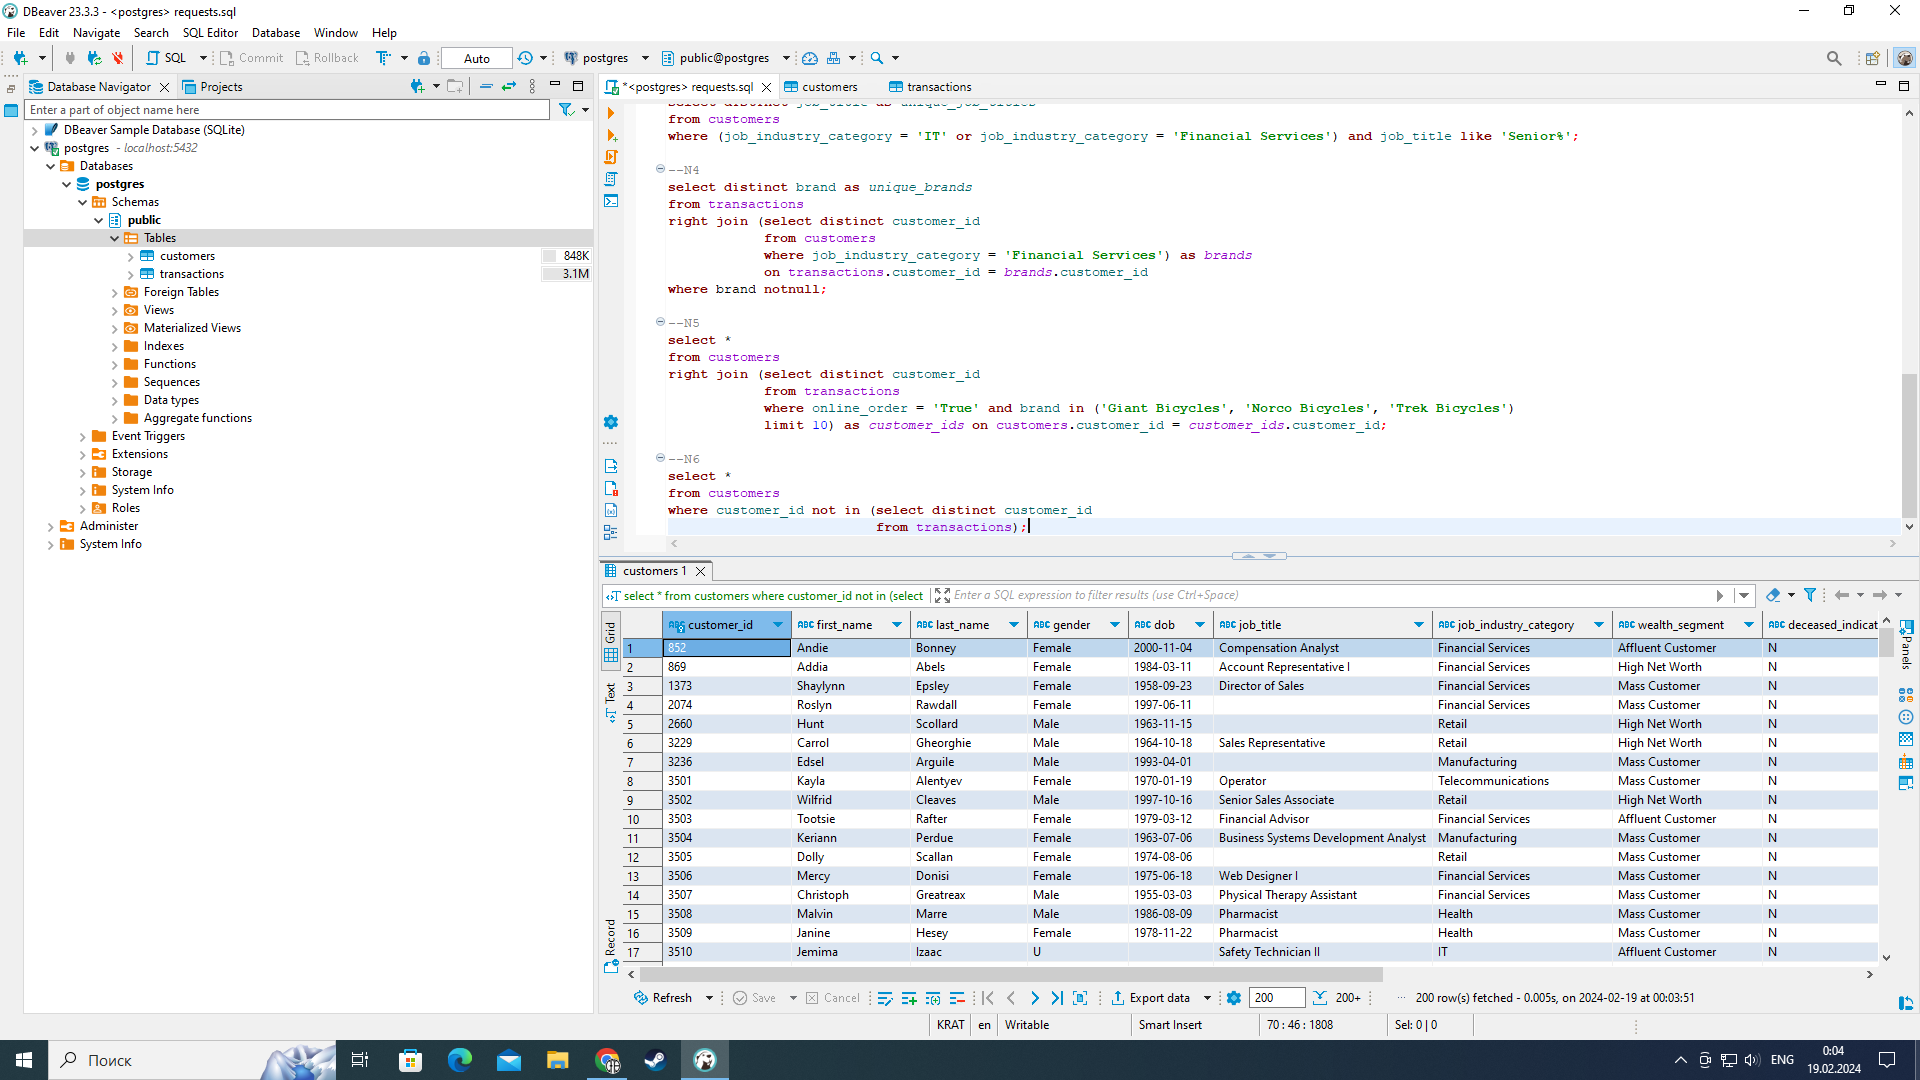 DBeaver 23.3.3 - <postgres> requests.sql
File Edit Navigate Search SQL Editor Database Window Help
SQL Commit Rollback Auto postgres public@postgres
Database Navigator Projects
Enter a part of object name here
DBeaver Sample Database (SQLite)
postgres - localhost:5432
Databases
postgres
Schemas
public
Tables
customers 848K
transactions 3.1M
Foreign Tables
Views
Materialized Views
Indexes
Functions
Sequences
Data types
Aggregate functions
Event Triggers
Extensions
Storage
System Info
Roles
Administer
System Info
*<postgres> requests.sql customers transactions
select distinct job_title as unique_job_titles
from customers
where (job_industry_category = 'IT' or job_industry_category = 'Financial Services') and job_title like 'Senior%';
--N4
select distinct brand as unique_brands
from transactions
right join (select distinct customer_id
from customers
where job_industry_category = 'Financial Services') as brands
on transactions.customer_id = brands.customer_id
where brand notnull;
--N5
select *
from customers
right join (select distinct customer_id
from transactions
where online_order = 'True' and brand in ('Giant Bicycles', 'Norco Bicycles', 'Trek Bicycles')
limit 10) as customer_ids on customers.customer_id = customer_ids.customer_id;
--N6
select *
from customers
where customer_id not in (select distinct customer_id
from transactions);
customers 1
select * from customers where customer_id not in (select Enter a SQL expression to filter results (use Ctrl+Space)
Grid
Text
Record
Panels
customer_id first_name last_name gender dob job_title job_industry_category wealth_segment deceased_indicat
1 852 Andie Bonney Female 2000-11-04 Compensation Analyst Financial Services Affluent Customer N
2 869 Addia Abels Female 1984-03-11 Account Representative I Financial Services High Net Worth N
3 1373 Shaylynn Epsley Female 1958-09-23 Director of Sales Financial Services Mass Customer N
4 2074 Roslyn Rawdall Female 1997-06-11 Financial Services Mass Customer N
5 2660 Hunt Scollard Male 1963-11-15 Retail High Net Worth N
6 3229 Carrol Gheorghie Male 1964-10-18 Sales Representative Retail High Net Worth N
7 3236 Edsel Arguile Male 1993-04-01 Manufacturing Mass Customer N
8 3501 Kayla Alentyev Female 1970-01-19 Operator Telecommunications Mass Customer N
9 3502 Wilfrid Cleaves Male 1997-10-16 Senior Sales Associate Retail High Net Worth N
10 3503 Tootsie Rafter Female 1979-03-12 Financial Advisor Financial Services Affluent Customer N
11 3504 Keriann Perdue Female 1963-07-06 Business Systems Development Analyst Manufacturing Mass Customer N
12 3505 Dolly Scallan Female 1974-08-06 Retail Mass Customer N
13 3506 Mercy Donisi Female 1975-06-18 Web Designer I Financial Services Mass Customer N
14 3507 Christoph Greatreax Male 1955-03-03 Physical Therapy Assistant Financial Services Mass Customer N
15 3508 Malvin Marre Male 1986-08-09 Pharmacist Health Mass Customer N
16 3509 Janine Hesey Female 1978-11-22 Pharmacist Health Mass Customer N
17 3510 Jemima Izaac U Safety Technician II IT Affluent Customer N
Refresh Save Cancel Export data 200 200+ 200 row(s) fetched - 0.005s, on 2024-02-19 at 00:03:51
KRAT en Writable Smart Insert 70 : 46 : 1808 Sel: 0 | 0
Поиск ENG 0:04
19.02.2024